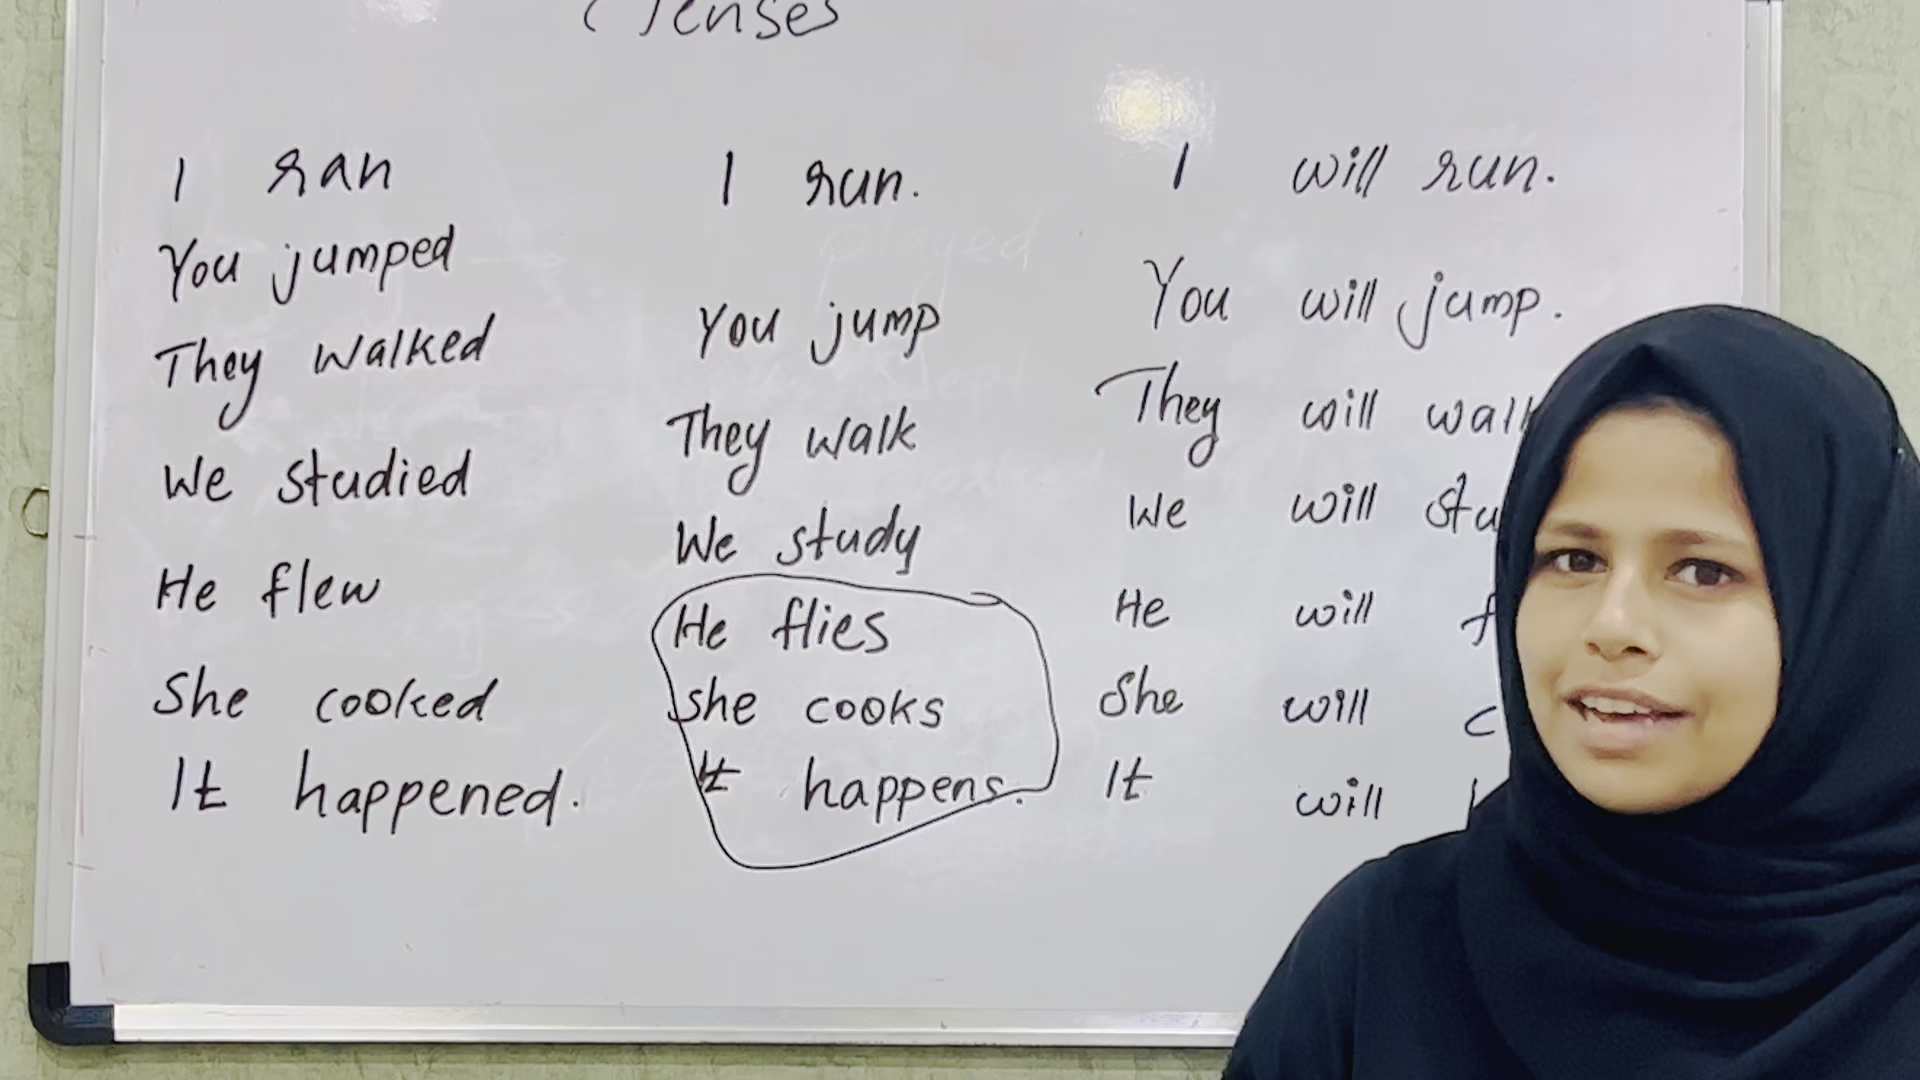 Tenses
I ran
You jumped
They walked
We studied
He flew
She cooked
It happened.
I run.
You jump
They walk
We study
He flies
She cooks
It happens.
I will run.
You will jump.
They will walk
We will
He will
She will
It will